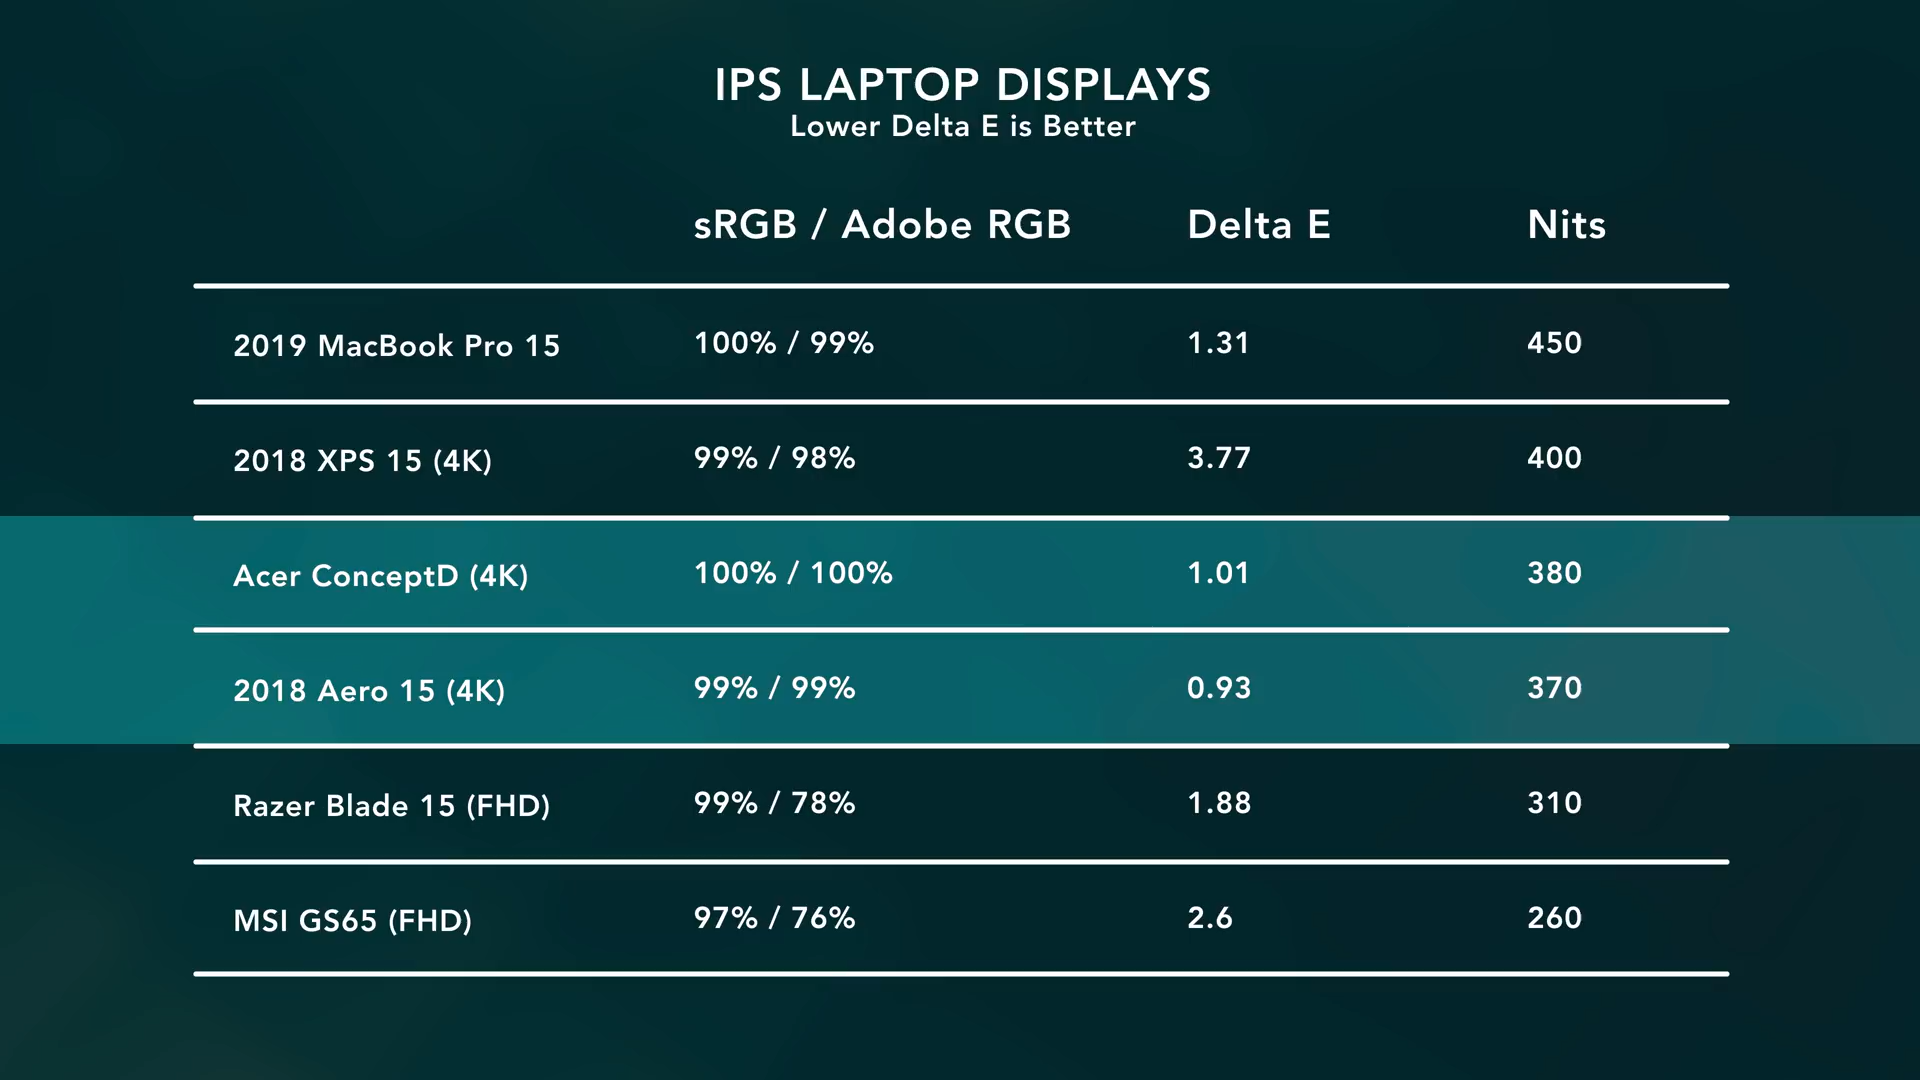 IPS LAPTOP DISPLAYS
Lower Delta E is Better
sRGB / Adobe RGB Delta E Nits
2019 MacBook Pro 15 100% / 99% 1.31 450
2018 XPS 15 (4K) 99% / 98% 3.77 400
Acer ConceptD (4K) 100% / 100% 1.01 380
2018 Aero 15 (4K) 99% / 99% 0.93 370
Razer Blade 15 (FHD) 99% / 78% 1.88 310
MSI GS65 (FHD) 97% / 76% 2.6 260